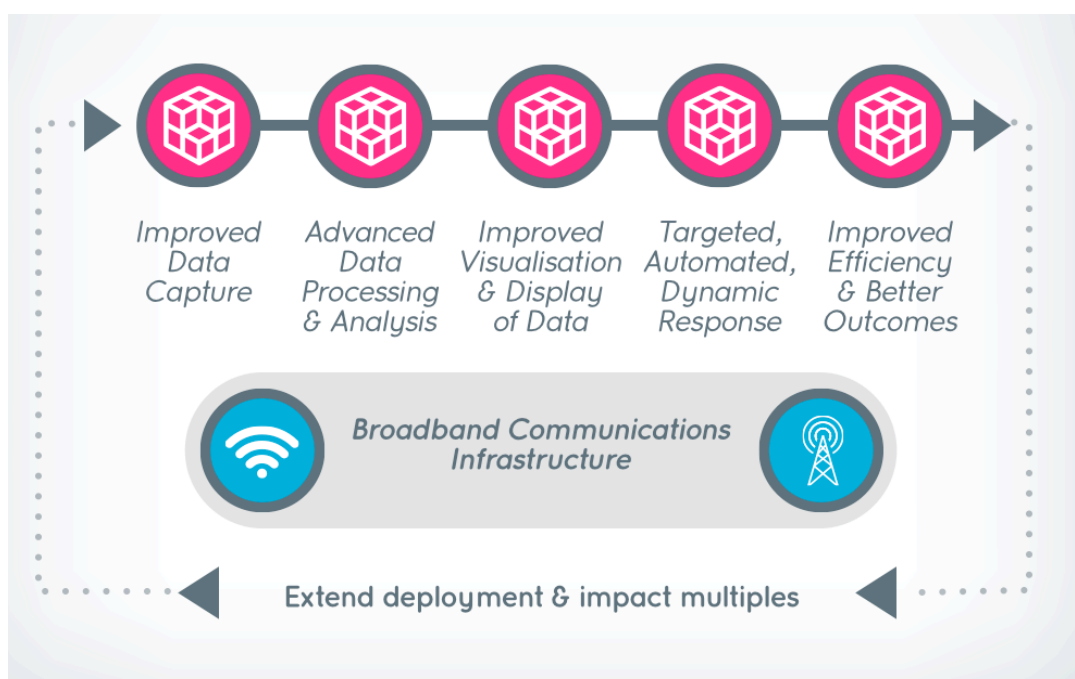 Improved
Data
Capture
Advanced
Data
Processing
& Analysis
Improved
Visualisation
& Display
of Data
Targeted,
Automated,
Dynamic
Response
Improved
Efficiency
& Better
Outcomes
Broadband Communications
Infrastructure
Extend deployment & impact multiples